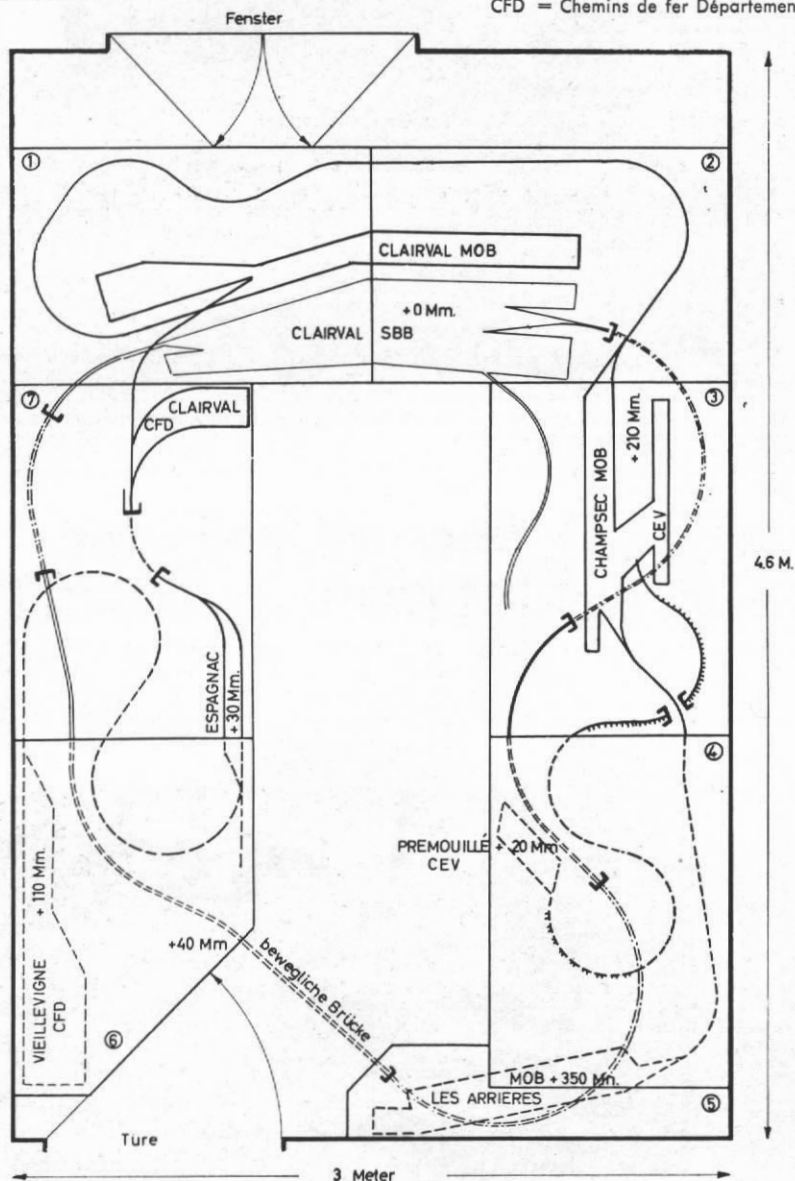 CFD = Chemins de fer Départemen
Fenster
①
②
CLAIRVAL MOB
+0 Mm.
CLAIRVAL SBB
⑦
③
CLAIRVAL
CFD
+210 Mm.
CHAMPSEC MOB
CEV
4.6 M.
ESPAGNAC
+30 Mm.
④
PREMOUILLÉ + 20 Mm
CEV
+110 Mm.
VIEILLEVIGNE
CFD
+40 Mm
bewegliche Brücke
⑥
MOB +350 Mm.
LES ARRIERES
⑤
Ture
3 Meter